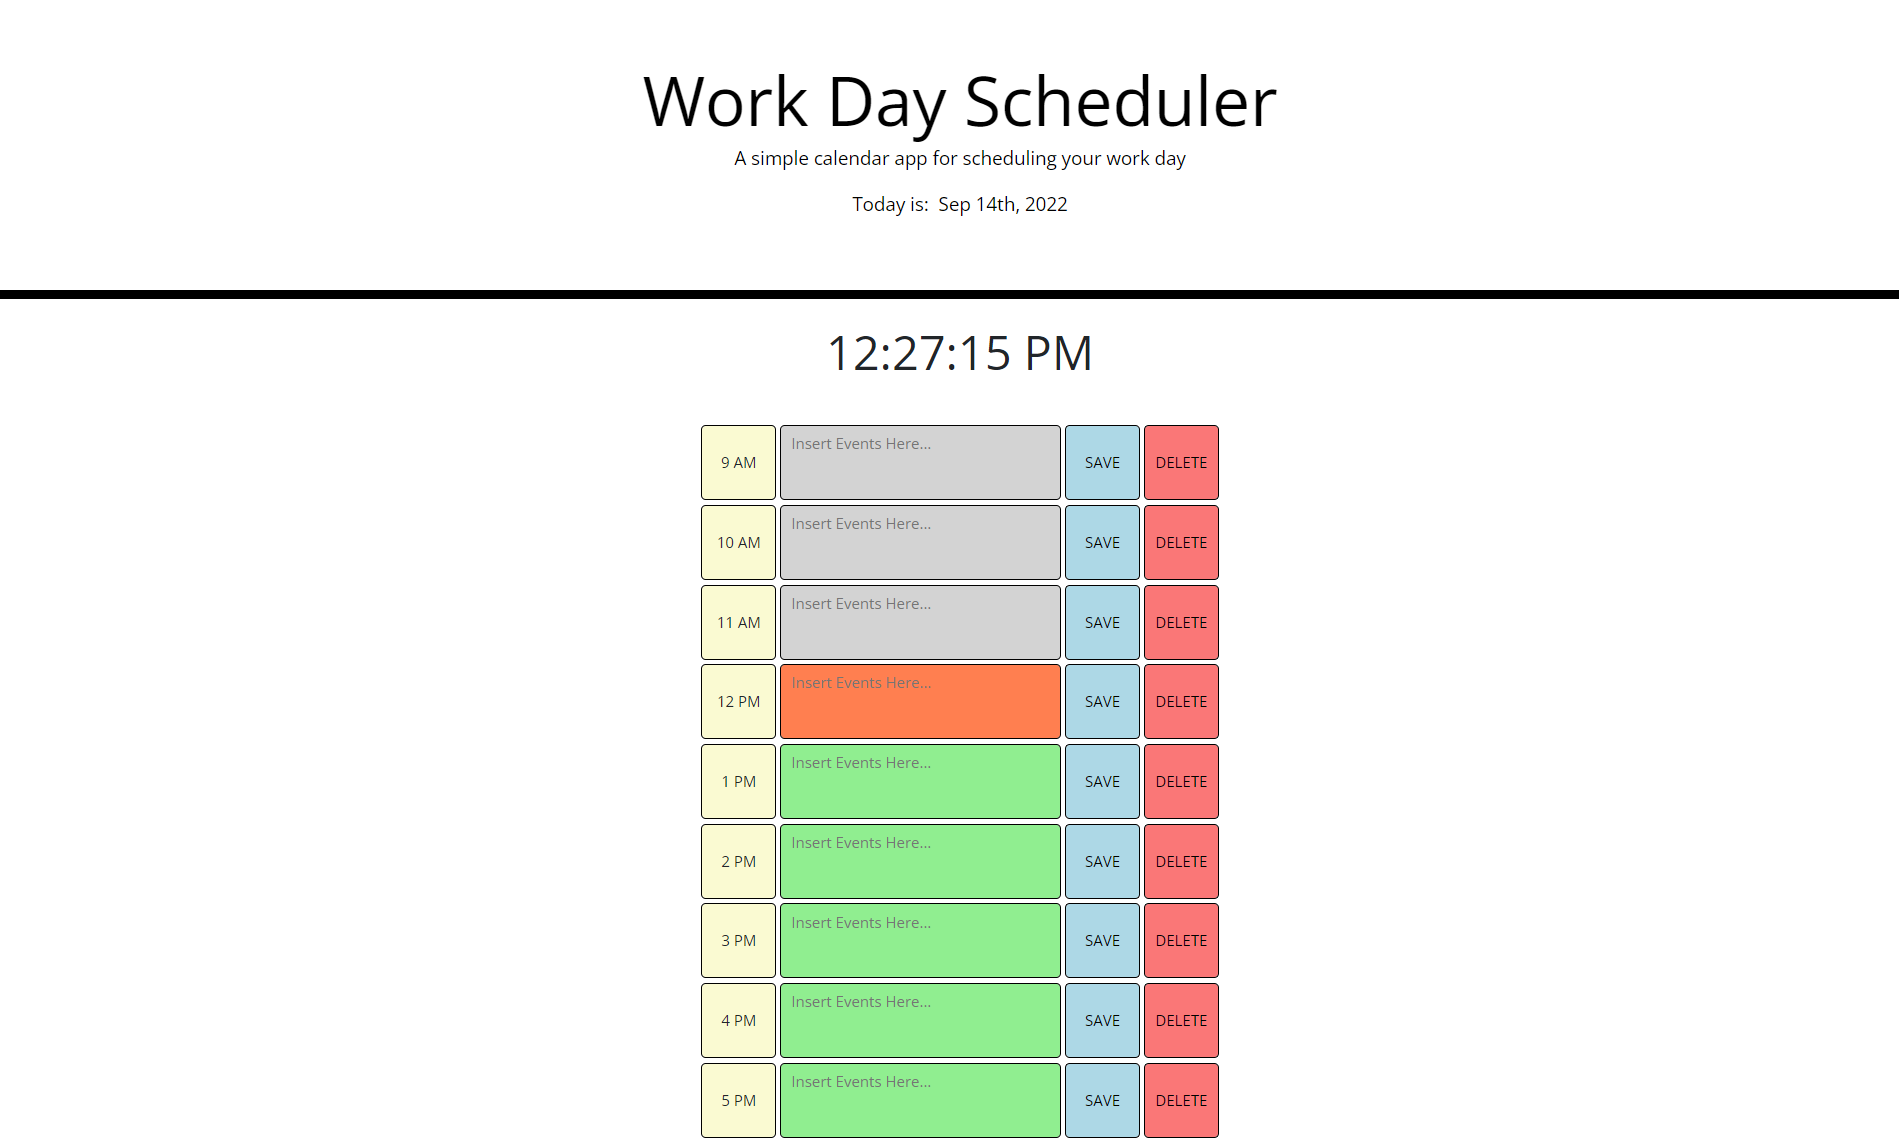 Work Day Scheduler
A simple calendar app for scheduling your work day
Today is: Sep 14th, 2022
12:27:15 PM
9 AM Insert Events Here... SAVE DELETE
10 AM Insert Events Here... SAVE DELETE
11 AM Insert Events Here... SAVE DELETE
12 PM Insert Events Here... SAVE DELETE
1 PM Insert Events Here... SAVE DELETE
2 PM Insert Events Here... SAVE DELETE
3 PM Insert Events Here... SAVE DELETE
4 PM Insert Events Here... SAVE DELETE
5 PM Insert Events Here... SAVE DELETE